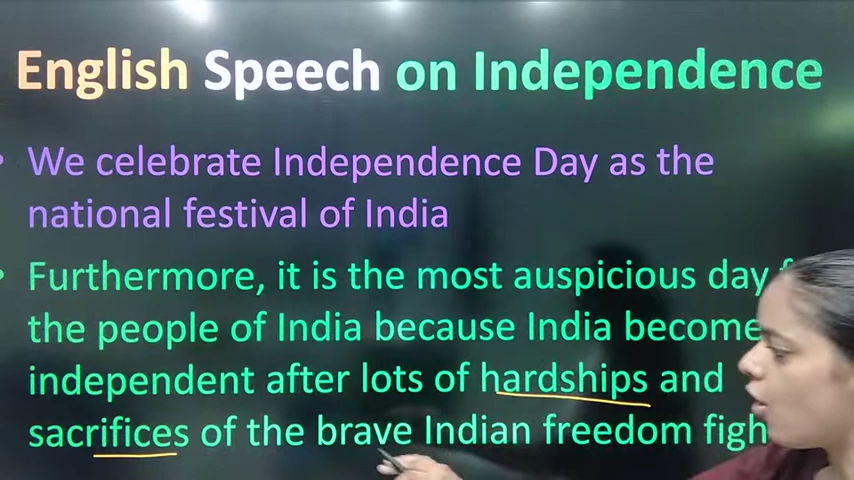 English Speech on Independence
• We celebrate Independence Day as the
national festival of India
• Furthermore, it is the most auspicious day
the people of India because India become
independent after lots of hardships and
sacrifices of the brave Indian freedom